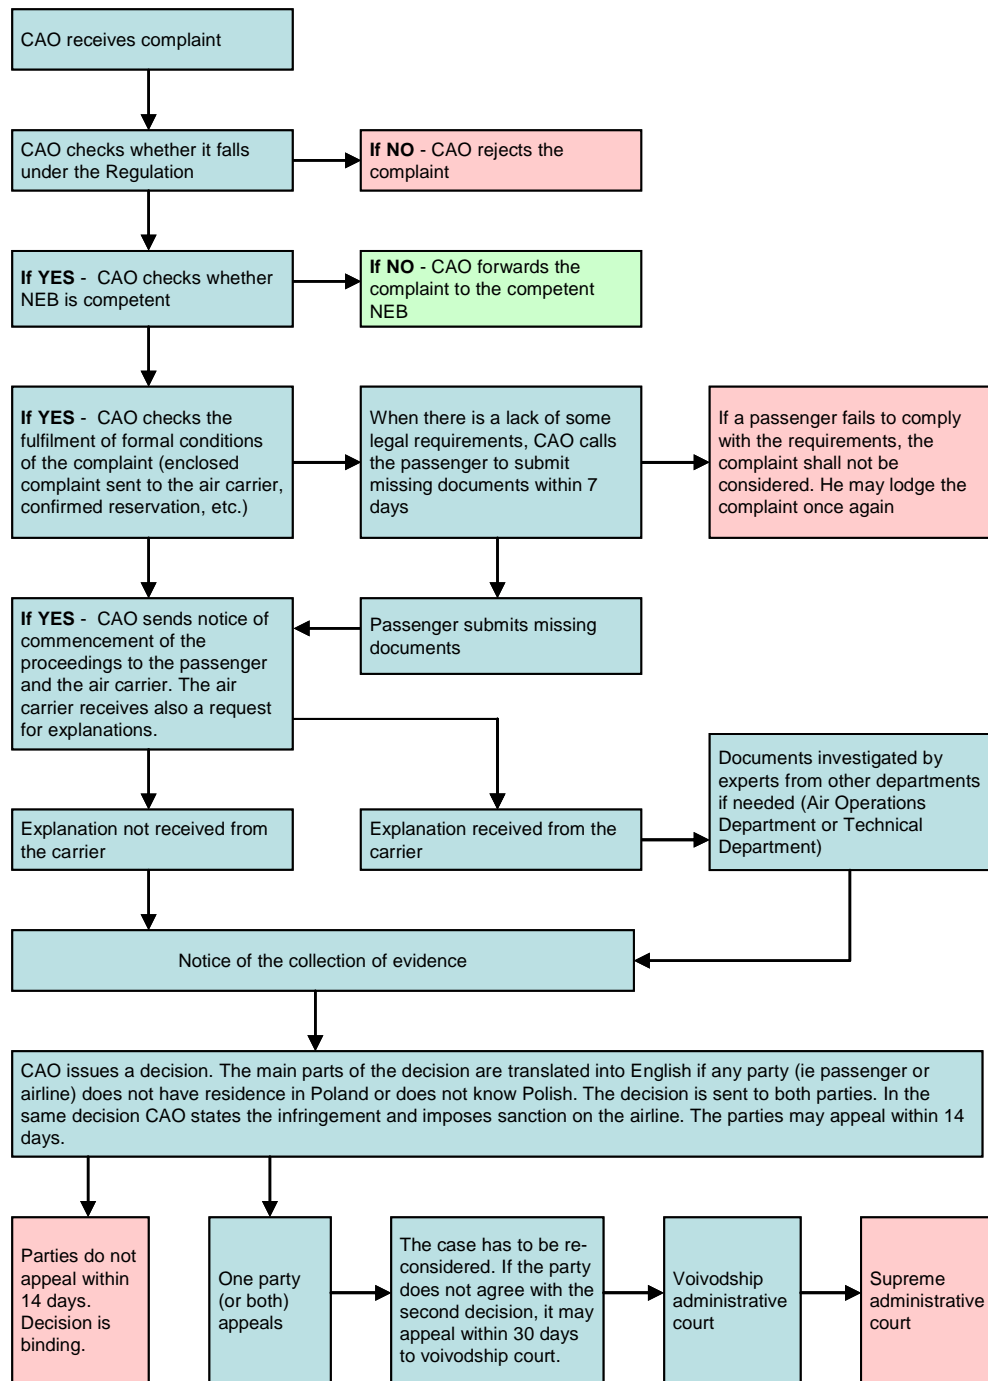 CAO receives complaint
CAO checks whether it falls
under the Regulation
If NO - CAO rejects the
complaint
If YES - CAO checks whether
NEB is competent
If NO - CAO forwards the
complaint to the competent
NEB
If YES - CAO checks the
fulfilment of formal conditions
of the complaint (enclosed
complaint sent to the air carrier,
confirmed reservation, etc.)
When there is a lack of some
legal requirements, CAO calls
the passenger to submit
missing documents within 7
days
If a passenger fails to comply
with the requirements, the
complaint shall not be
considered. He may lodge the
complaint once again
If YES - CAO sends notice of
commencement of the
proceedings to the passenger
and the air carrier. The air
carrier receives also a request
for explanations.
Passenger submits missing
documents
Documents investigated by
experts from other departments
if needed (Air Operations
Department or Technical
Department)
Explanation not received from
the carrier
Explanation received from the
carrier
Notice of the collection of evidence
CAO issues a decision. The main parts of the decision are translated into English if any party (ie passenger or
airline) does not have residence in Poland or does not know Polish. The decision is sent to both parties. In the
same decision CAO states the infringement and imposes sanction on the airline. The parties may appeal within 14
days.
Parties do not
appeal within
14 days.
Decision is
binding.
One party
(or both)
appeals
The case has to be re-
considered. If the party
does not agree with the
second decision, it may
appeal within 30 days
to voivodship court.
Voivodship
administrative
court
Supreme
administrative
court